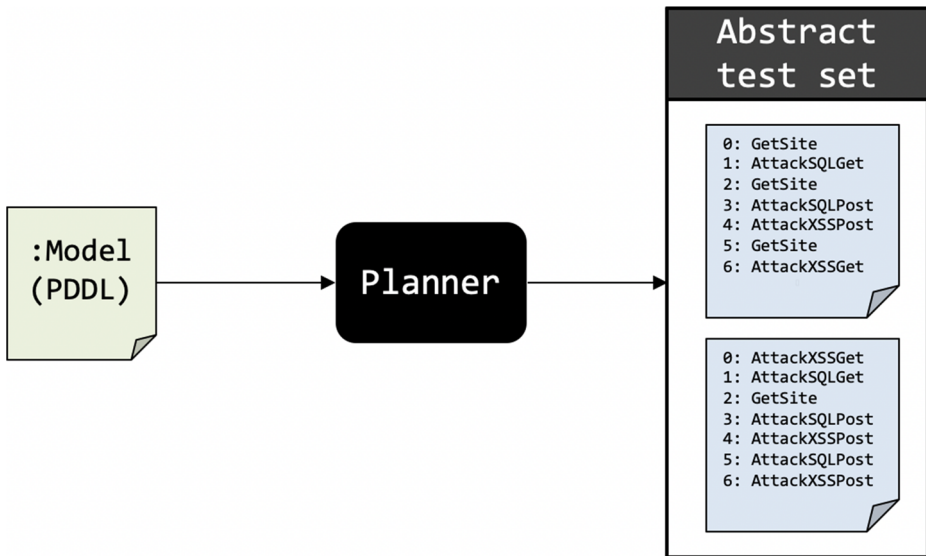 :Model
(PDDL)
Planner
Abstract
test set
0: GetSite
1: AttackSQLGet
2: GetSite
3: AttackSQLPost
4: AttackXSSPost
5: GetSite
6: AttackXSSGet
0: AttackXSSGet
1: AttackSQLGet
2: GetSite
3: AttackSQLPost
4: AttackXSSPost
5: AttackSQLPost
6: AttackXSSPost